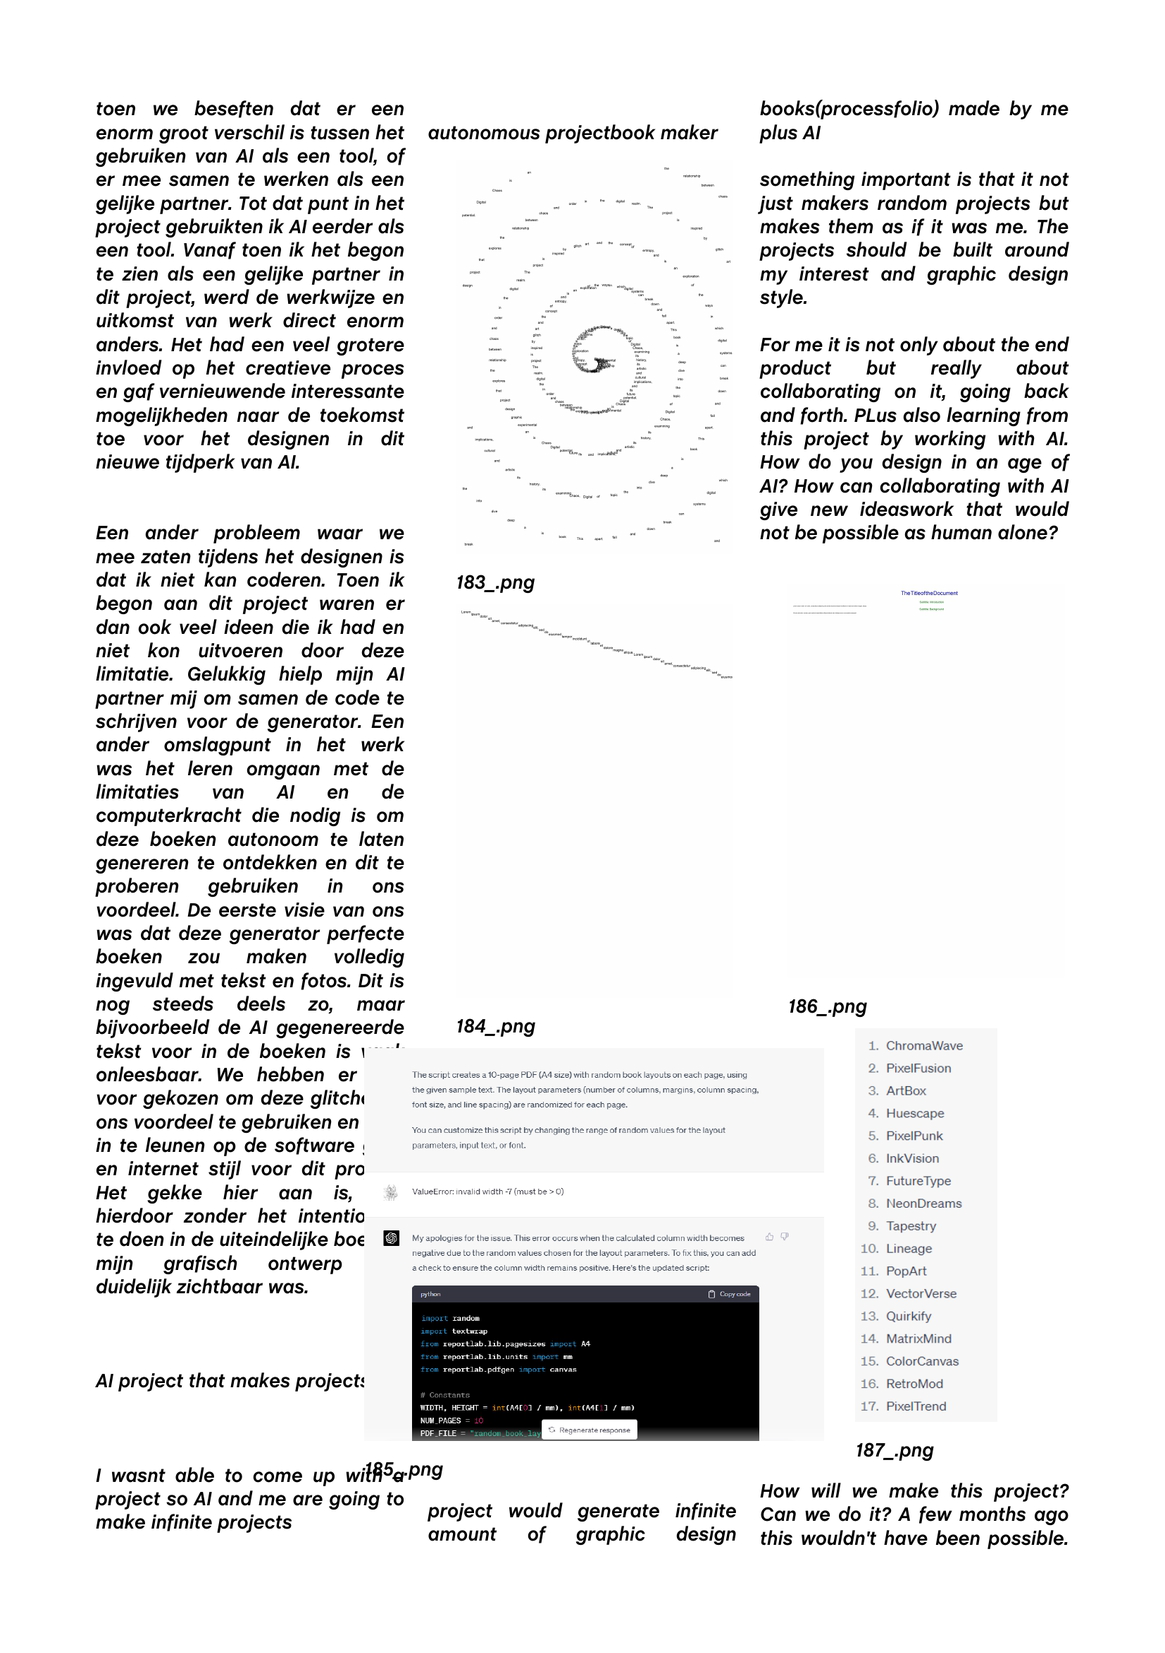 toen we beseften dat er een
enorm groot verschil is tussen het
gebruiken van AI als een tool, of
er mee samen te werken als een
gelijke partner. Tot dat punt in het
project gebruikten ik AI eerder als
een tool. Vanaf toen ik het begon
te zien als een gelijke partner in
dit project, werd de werkwijze en
uitkomst van werk direct enorm
anders. Het had een veel grotere
invloed op het creatieve proces
en gaf vernieuwende interessante
mogelijkheden naar de toekomst
toe voor het designen in dit
nieuwe tijdperk van AI.
Een ander probleem waar we
mee zaten tijdens het designen is
dat ik niet kan coderen. Toen ik
begon aan dit project waren er
dan ook veel ideen die ik had en
niet kon uitvoeren door deze
limitatie. Gelukkig hielp mijn AI
partner mij om samen de code te
schrijven voor de generator. Een
ander omslagpunt in het werk
was het leren omgaan met de
limitaties van AI en de
computerkracht die nodig is om
deze boeken autonoom te laten
genereren te ontdekken en dit te
proberen gebruiken in ons
voordeel. De eerste visie van ons
was dat deze generator perfecte
boeken zou maken volledig
ingevuld met tekst en fotos. Dit is
nog steeds deels zo, maar
bijvoorbeeld de AI gegenereerde
tekst voor in de boeken is
onleesbaar. We hebben er
voor gekozen om deze
ons voordeel te gebruiken en
in te leunen op de software
en internet stijl voor dit
Het gekke hier aan is,
hierdoor zonder het
te doen in de uiteindelijke
mijn grafisch ontwerp
duidelijk zichtbaar was.
AI project that makes projects
I wasnt able to come up with a
project so AI and me are going to
make infinite projects
autonomous projectbook maker
183_.png
184_.png
The script creates a 10-page PDF (A4 size) with random book layouts on each page, using
the given sample text. The layout parameters (number of columns, margins, column spacing,
font size, and line spacing) are randomized for each page.
You can customize this script by changing the range of random values for the layout
parameters, input text, or font.
ValueError: invalid width -7 (must be > 0)
My apologies for the issue. This error occurs when the calculated column width becomes
negative due to the random values chosen for the layout parameters. To fix this, you can add
a check to ensure the column width remains positive. Here's the updated script:
python Copy code
import random
import textwrap
from reportlab.lib.pagesizes import A4
from reportlab.lib.units import mm
from reportlab.pdfgen import canvas
# Constants
WIDTH, HEIGHT = int(A4[0] / mm), int(A4[1] / mm)
NUM_PAGES = 10
PDF_FILE = "random_book_lay
Regenerate response
185_.png
project would generate infinite
amount of graphic design
books(processfolio) made by me
plus AI
something important is that it not
just makers random projects but
makes them as if it was me. The
projects should be built around
my interest and graphic design
style.
For me it is not only about the end
product but really about
collaborating on it, going back
and forth. PLus also learning from
this project by working with AI.
How do you design in an age of
AI? How can collaborating with AI
give new ideaswork that would
not be possible as human alone?
TheTitleoftheDocument
186_.png
1. ChromaWave
2. PixelFusion
3. ArtBox
4. Huescape
5. PixelPunk
6. InkVision
7. FutureType
8. NeonDreams
9. Tapestry
10. Lineage
11. PopArt
12. VectorVerse
13. Quirkify
14. MatrixMind
15. ColorCanvas
16. RetroMod
17. PixelTrend
187_.png
How will we make this project?
Can we do it? A few months ago
this wouldn't have been possible.